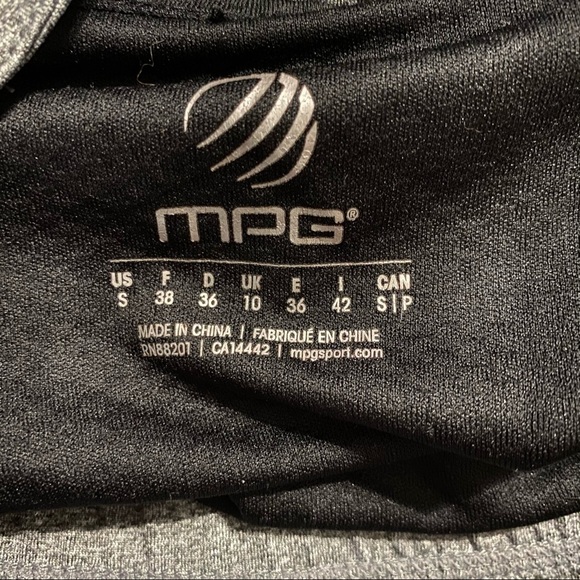 MPG®
US F D UK E I CAN
S 38 36 10 36 42 S|P
MADE IN CHINA | FABRIQUÉ EN CHINE
RN88201 | CA14442 | mpgsport.com